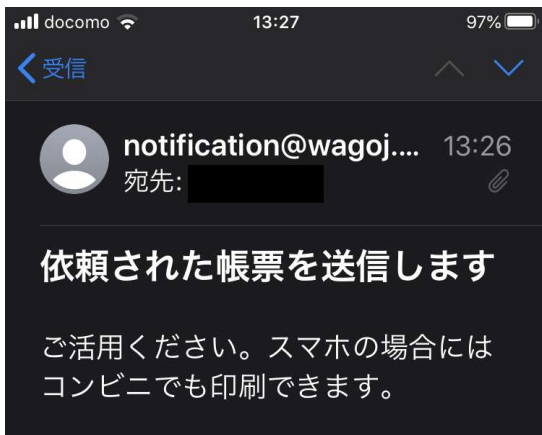 docomo 13:27 97%
受信
notification@wagoj.... 13:26
宛先:
依頼された帳票を送信します
ご活用ください。スマホの場合には
コンビニでも印刷できます。